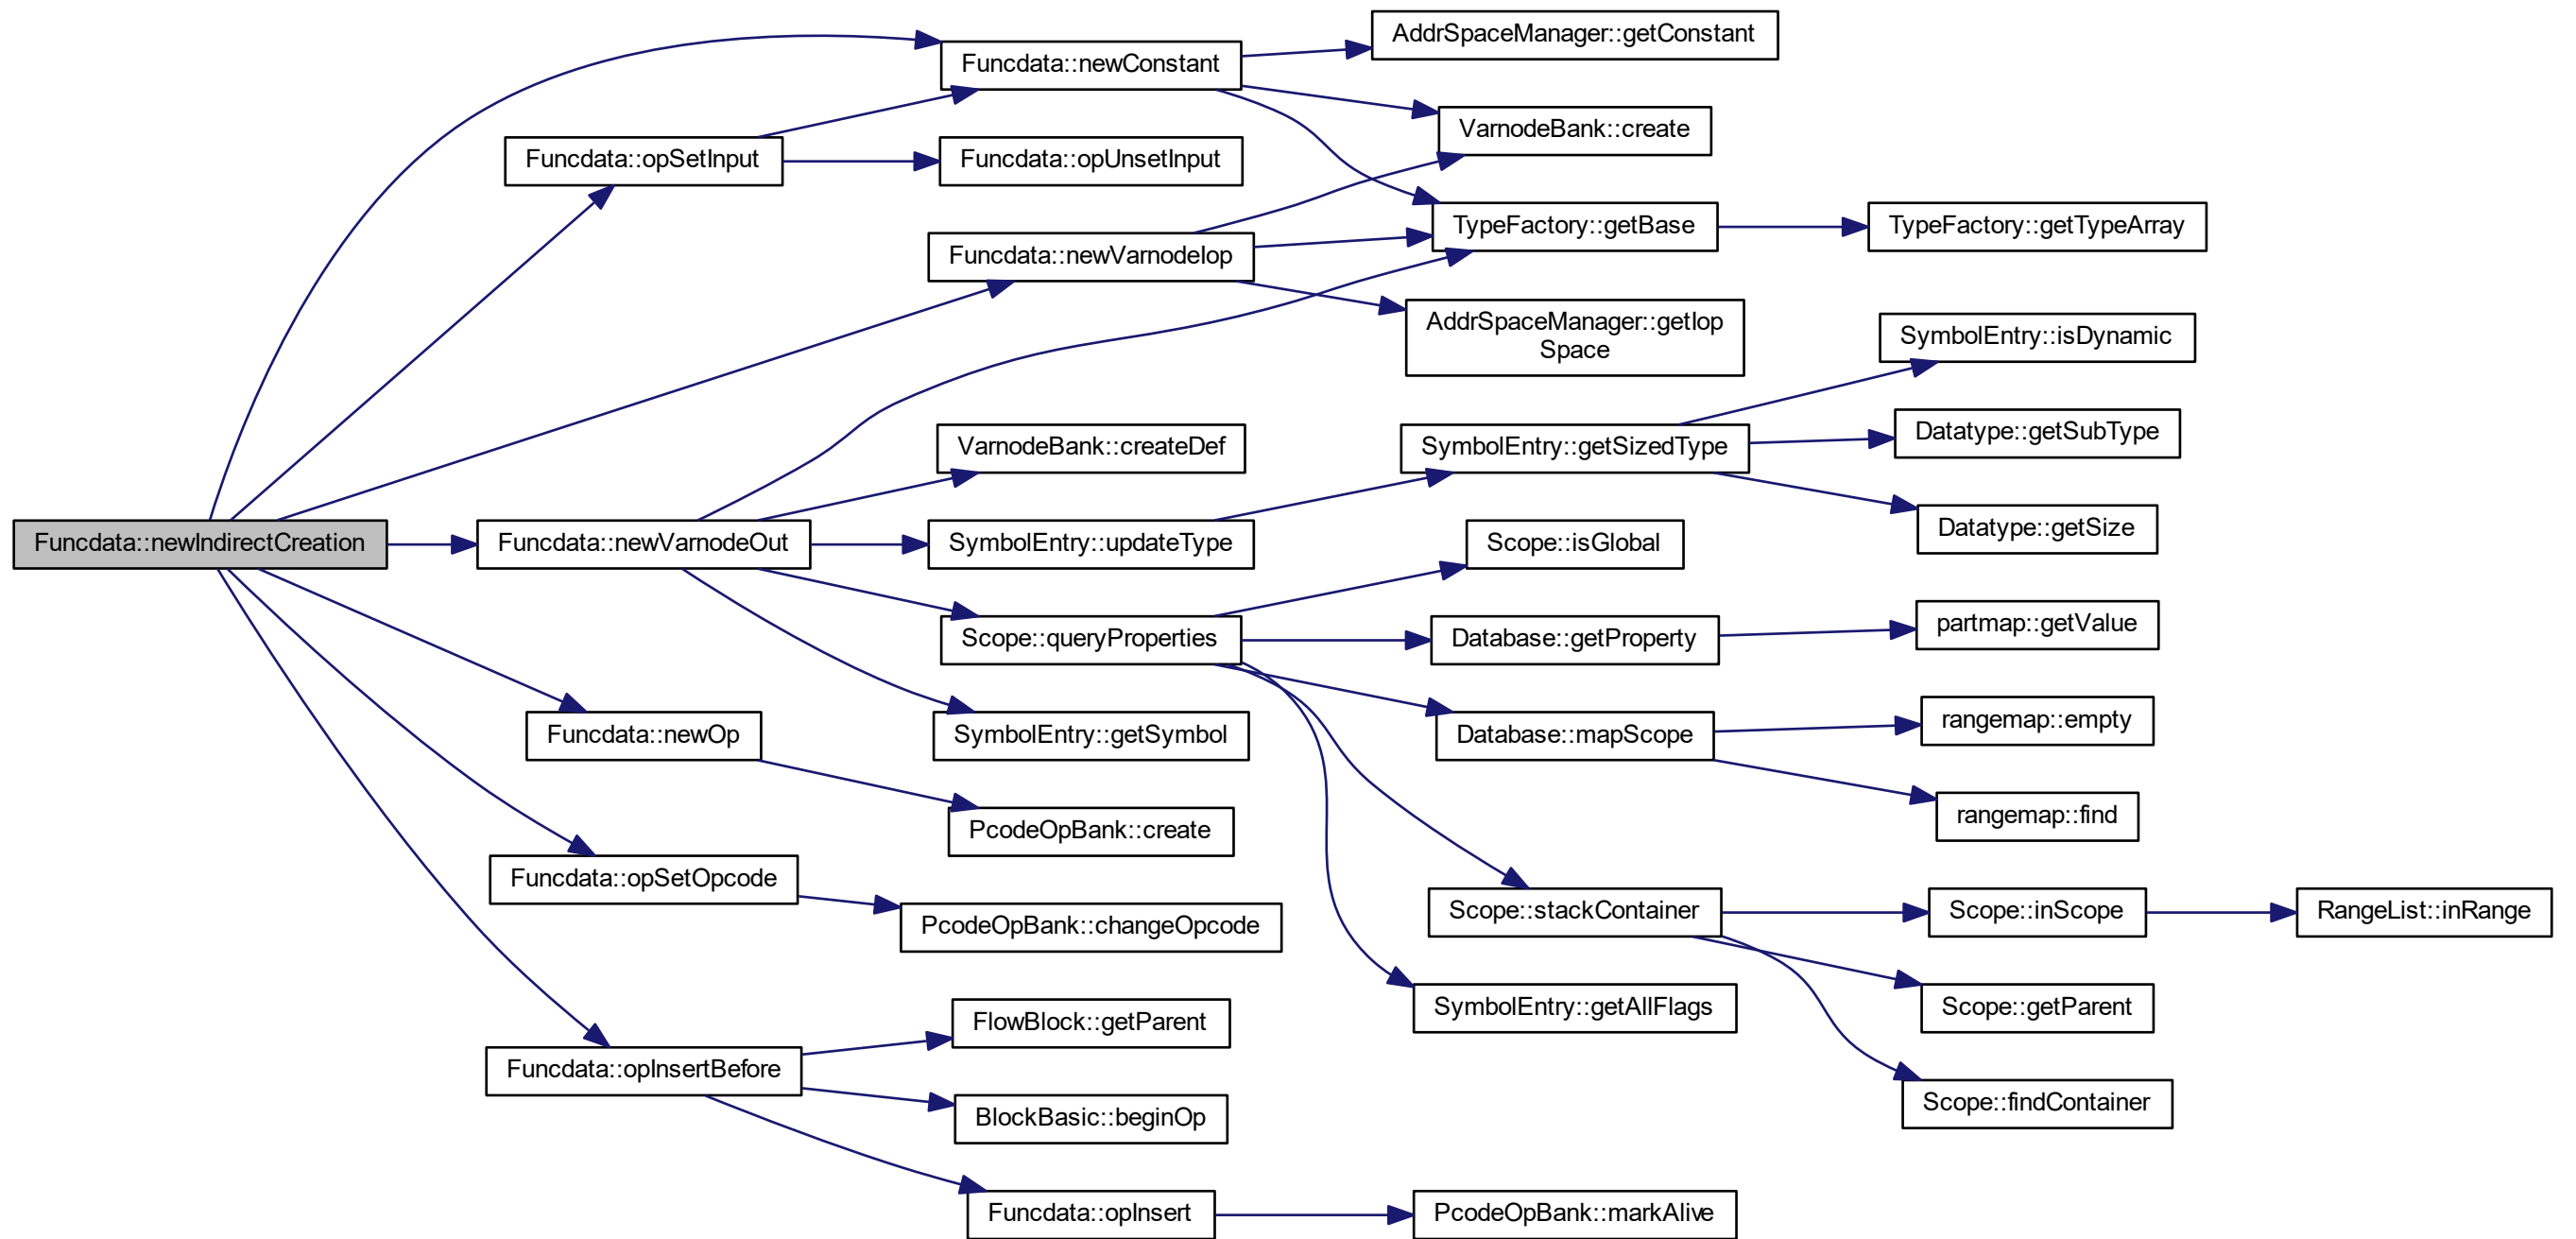 AddrSpaceManager::getConstant
Funcdata::newConstant
VarnodeBank::create
Funcdata::opSetInput
Funcdata::opUnsetInput
TypeFactory::getBase
TypeFactory::getTypeArray
Funcdata::newVarnodeIop
AddrSpaceManager::getIop
Space
SymbolEntry::isDynamic
VarnodeBank::createDef
SymbolEntry::getSizedType
Datatype::getSubType
Funcdata::newIndirectCreation
Funcdata::newVarnodeOut
SymbolEntry::updateType
Scope::isGlobal
Datatype::getSize
Scope::queryProperties
Database::getProperty
partmap::getValue
Funcdata::newOp
SymbolEntry::getSymbol
Database::mapScope
rangemap::empty
PcodeOpBank::create
rangemap::find
Funcdata::opSetOpcode
PcodeOpBank::changeOpcode
Scope::stackContainer
Scope::inScope
RangeList::inRange
FlowBlock::getParent
SymbolEntry::getAllFlags
Scope::getParent
Funcdata::opInsertBefore
BlockBasic::beginOp
Scope::findContainer
Funcdata::opInsert
PcodeOpBank::markAlive